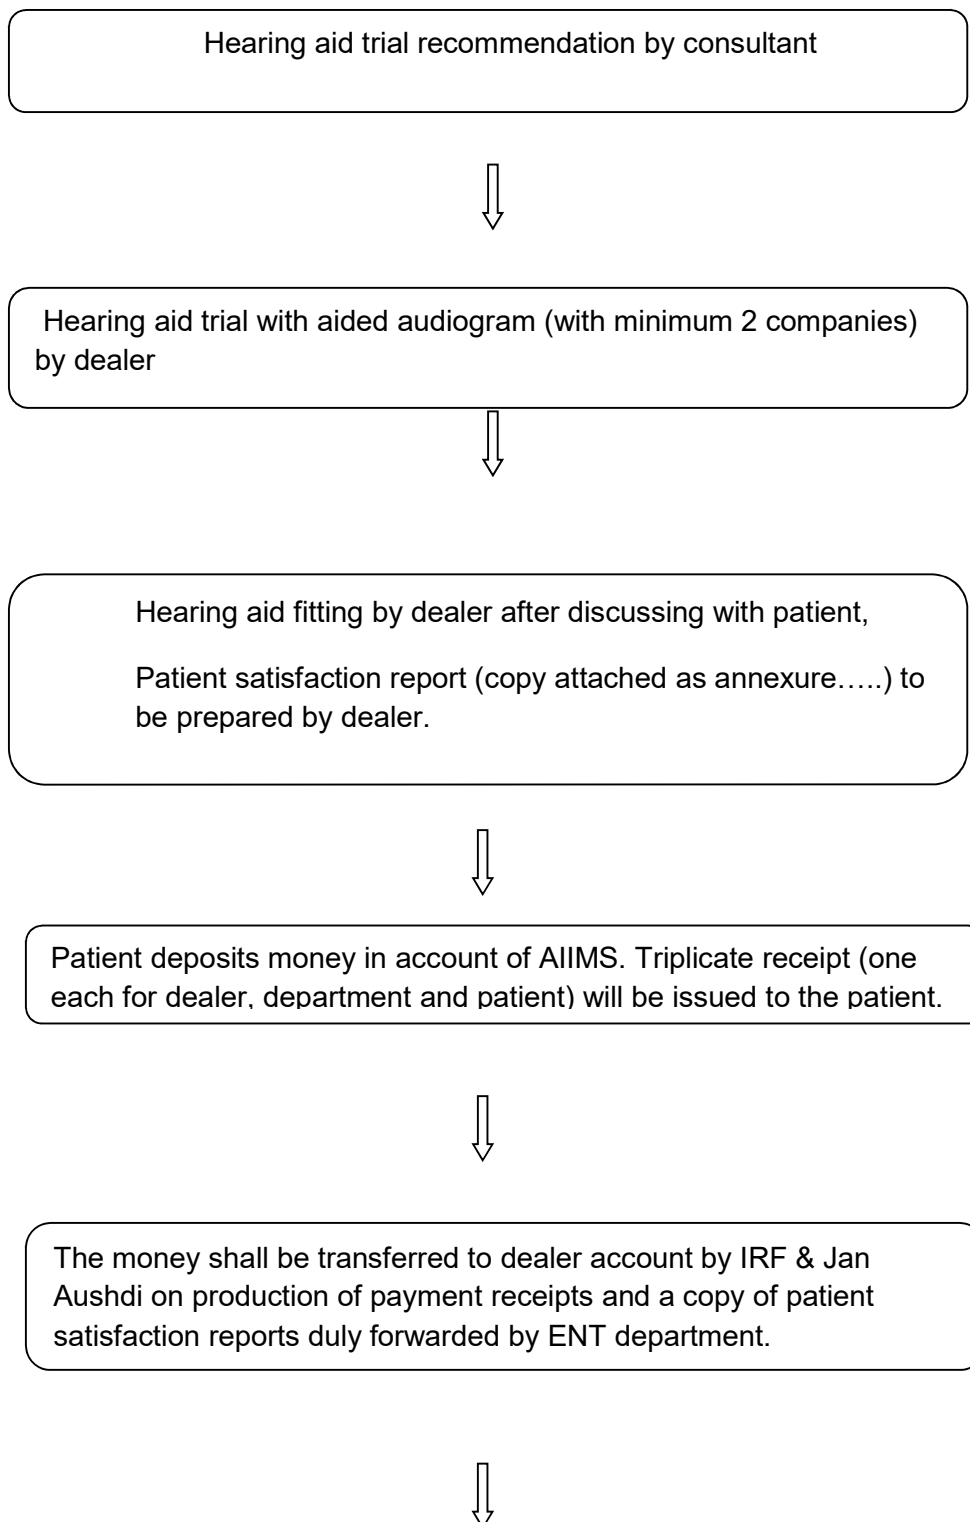 Hearing aid trial recommendation by consultant
Hearing aid trial with aided audiogram (with minimum 2 companies)
by dealer
Hearing aid fitting by dealer after discussing with patient,
Patient satisfaction report (copy attached as annexure…..) to
be prepared by dealer.
Patient deposits money in account of AIIMS. Triplicate receipt (one
each for dealer, department and patient) will be issued to the patient.
The money shall be transferred to dealer account by IRF & Jan
Aushdi on production of payment receipts and a copy of patient
satisfaction reports duly forwarded by ENT department.